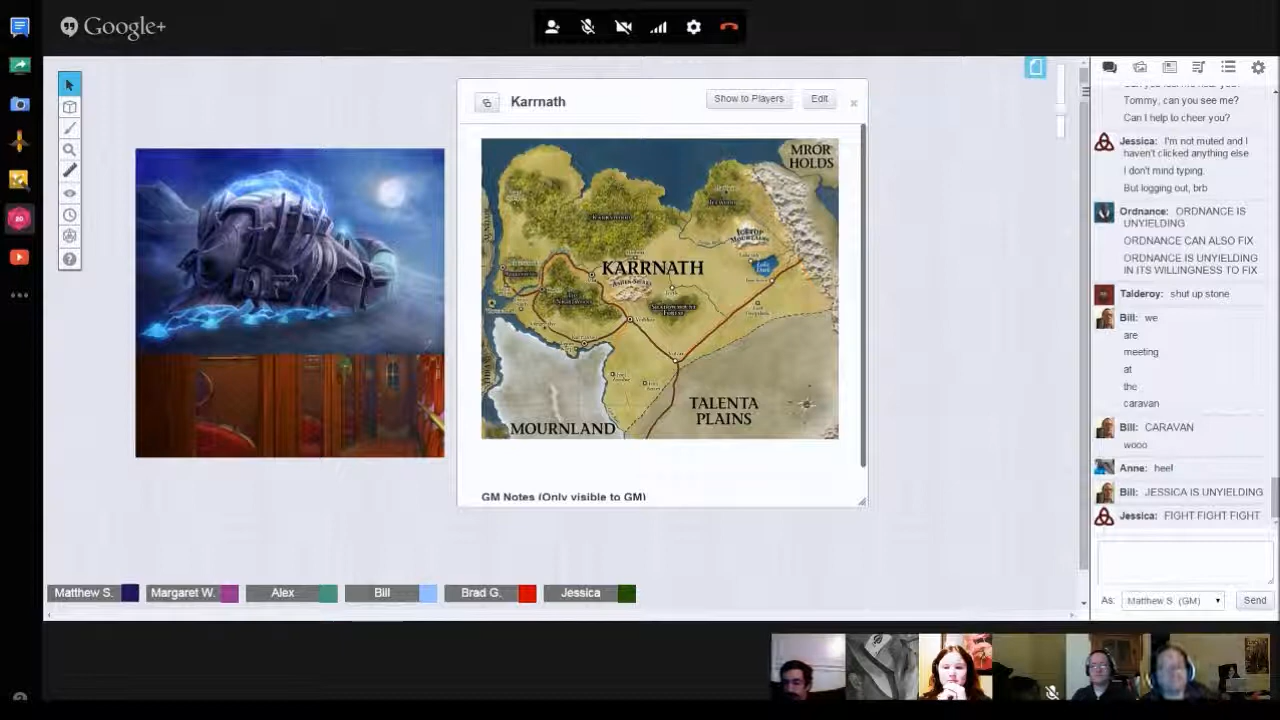 Google+
Karrnath
Show to Players
Edit
×
MROR
HOLDS
KARRNATH
TALENTA
PLAINS
MOURNLAND
GM Notes (Only visible to GM)
Matthew S.
Margaret W.
Alex
Bill
Brad G.
Jessica
Tommy, can you see me?
Can I help to cheer you?
Jessica: I'm not muted and I
haven't clicked anything else
I don't mind typing.
But logging out, brb
Ordnance: ORDNANCE IS
UNYIELDING
ORDNANCE CAN ALSO FIX
ORDNANCE IS UNYIELDING
IN ITS WILLINGNESS TO FIX
Talderoy: shut up stone
Bill: we
are
meeting
at
the
caravan
Bill: CARAVAN
wooo
Anne: heel
Bill: JESSICA IS UNYIELDING
Jessica: FIGHT FIGHT FIGHT
As:
Matthew S. (GM)
Send